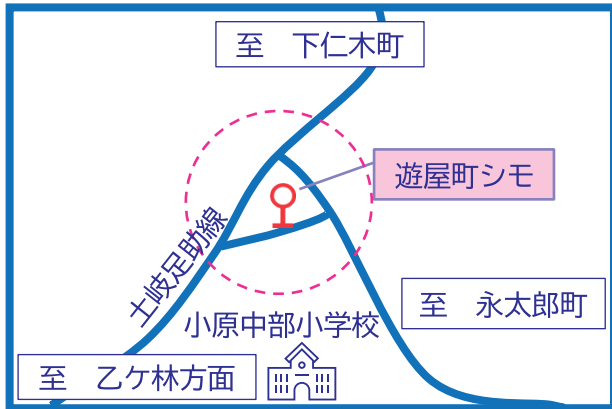 至　下仁木町
遊屋町シモ
土岐足助線
至　永太郎町
小原中部小学校
至　乙ケ林方面